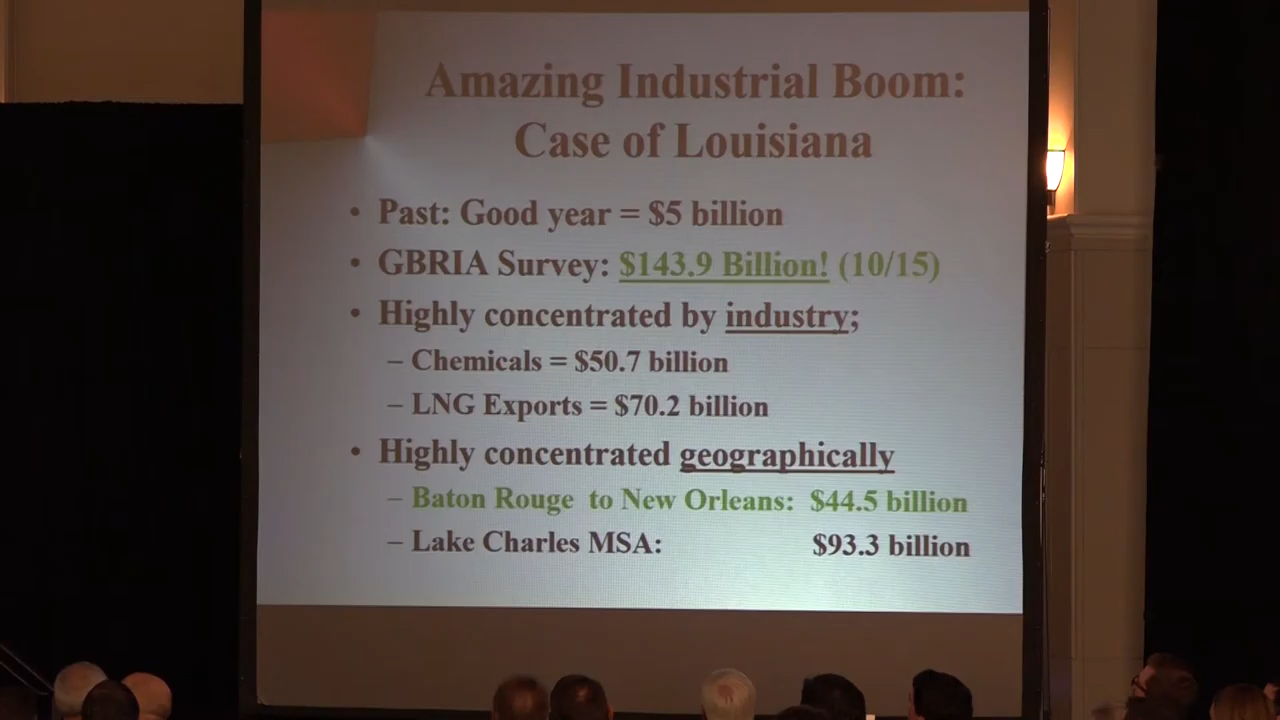 Amazing Industrial Boom:
Case of Louisiana
• Past: Good year = $5 billion
• GBRIA Survey: $143.9 Billion! (10/15)
• Highly concentrated by industry;
– Chemicals = $50.7 billion
– LNG Exports = $70.2 billion
• Highly concentrated geographically
– Baton Rouge to New Orleans: $44.5 billion
– Lake Charles MSA: $93.3 billion